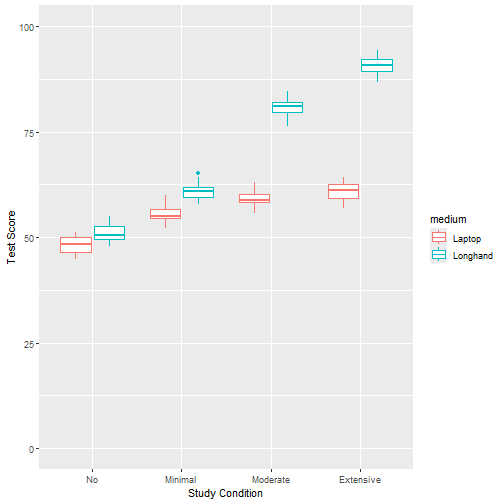 100
75
50
25
0
Test Score
No Minimal Moderate Extensive
Study Condition
medium
Laptop
Longhand